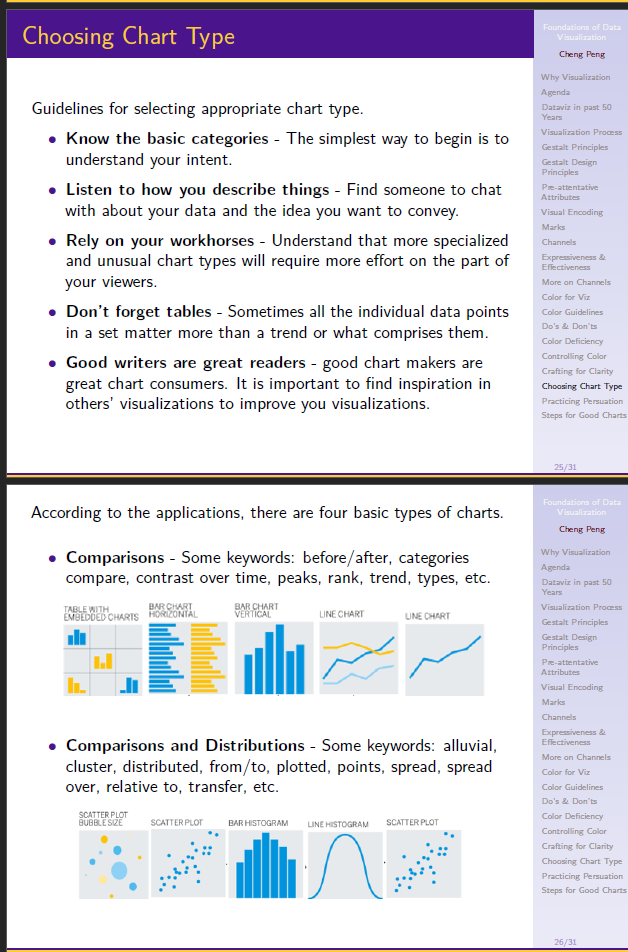 Choosing Chart Type
Guidelines for selecting appropriate chart type.
• Know the basic categories - The simplest way to begin is to
understand your intent.
• Listen to how you describe things - Find someone to chat
with about your data and the idea you want to convey.
• Rely on your workhorses - Understand that more specialized
and unusual chart types will require more effort on the part of
your viewers.
• Don't forget tables - Sometimes all the individual data points
in a set matter more than a trend or what comprises them.
• Good writers are great readers - good chart makers are
great chart consumers. It is important to find inspiration in
others' visualizations to improve you visualizations.
Foundations of Data
Visualization
Cheng Peng
Why Visualization
Agenda
Dataviz in past 50
Years
Visualization Process
Gestalt Principles
Gestalt Design
Principles
Pre-attentative
Attributes
Visual Encoding
Marks
Channels
Expressiveness &
Effectiveness
More on Channels
Color for Viz
Color Guidelines
Do's & Don'ts
Color Deficiency
Controlling Color
Crafting for Clarity
Choosing Chart Type
Practicing Persuation
Steps for Good Charts
25/31
According to the applications, there are four basic types of charts.
• Comparisons - Some keywords: before/after, categories
compare, contrast over time, peaks, rank, trend, types, etc.
TABLE WITH
EMBEDDED CHARTS
BAR CHART
HORIZONTAL
BAR CHART
VERTICAL
LINE CHART
LINE CHART
• Comparisons and Distributions - Some keywords: alluvial,
cluster, distributed, from/to, plotted, points, spread, spread
over, relative to, transfer, etc.
SCATTER PLOT
BUBBLE SIZE
SCATTER PLOT
BAR HISTOGRAM
LINE HISTOGRAM
SCATTER PLOT
Foundations of Data
Visualization
Cheng Peng
Why Visualization
Agenda
Dataviz in past 50
Years
Visualization Process
Gestalt Principles
Gestalt Design
Principles
Pre-attentative
Attributes
Visual Encoding
Marks
Channels
Expressiveness &
Effectiveness
More on Channels
Color for Viz
Color Guidelines
Do's & Don'ts
Color Deficiency
Controlling Color
Crafting for Clarity
Choosing Chart Type
Practicing Persuation
Steps for Good Charts
26/31